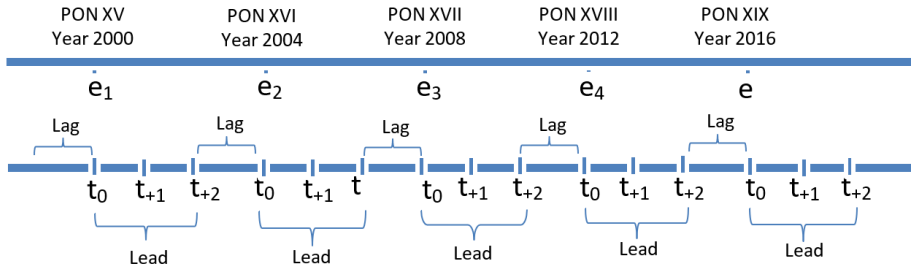 PON XV PON XVI PON XVII PON XVIII PON XIX
Year 2000 Year 2004 Year 2008 Year 2012 Year 2016
e₁ e₂ e₃ e₄ e
Lag Lag Lag Lag Lag
t₀ t₊₁ t₊₂ t₀ t₊₁ t t₀ t₊₁ t₊₂ t₀ t₊₁ t₊₂ t₀ t₊₁ t₊₂
Lead Lead Lead Lead Lead